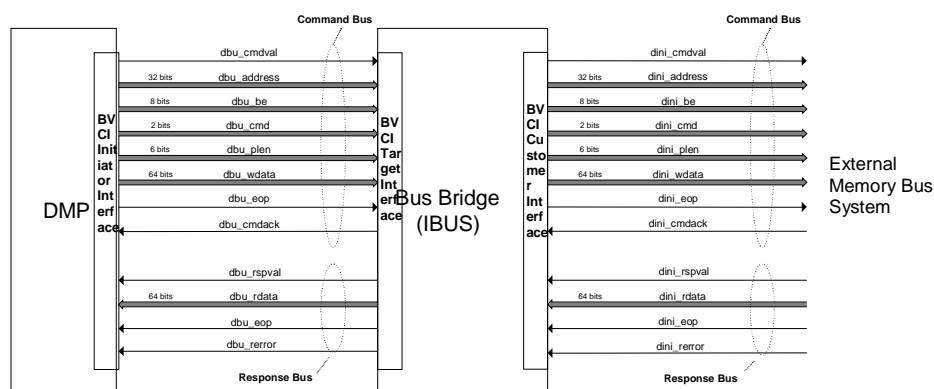 Command Bus
Command Bus
dbu_cmdval
dini_cmdval
32 bits
dbu_address
32 bits
dini_address
8 bits
dbu_be
8 bits
dini_be
2 bits
dbu_cmd
2 bits
dini_cmd
6 bits
dbu_plen
6 bits
dini_plen
64 bits
dbu_wdata
64 bits
dini_wdata
dbu_eop
dini_eop
dbu_cmdack
dini_cmdack
BV
CI
Init
iat
or
Int
erf
ace
BV
CI
Tar
get
Int
erf
ace
BV
CI
Cu
sto
me
r
Int
erf
ace
DMP
Bus Bridge
(IBUS)
External
Memory Bus
System
dbu_rspval
dini_rspval
64 bits
dbu_rdata
64 bits
dini_rdata
dbu_eop
dini_eop
dbu_rerror
dini_rerror
Response Bus
Response Bus